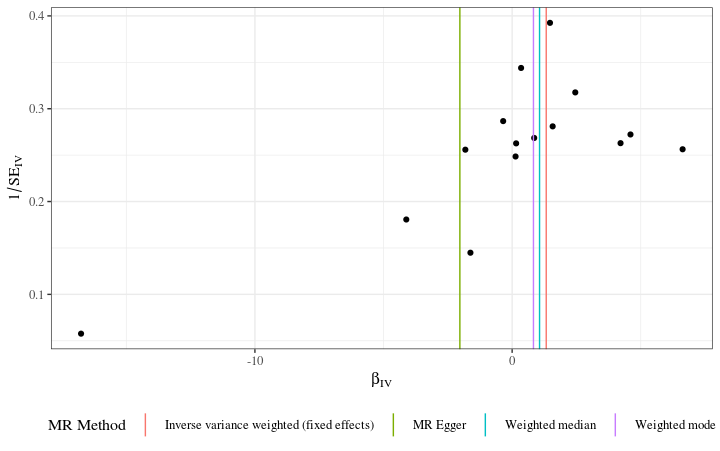 0.4
0.3
0.2
0.1
1/SE_IV
-10
0
β_IV
MR Method
Inverse variance weighted (fixed effects)
MR Egger
Weighted median
Weighted mode